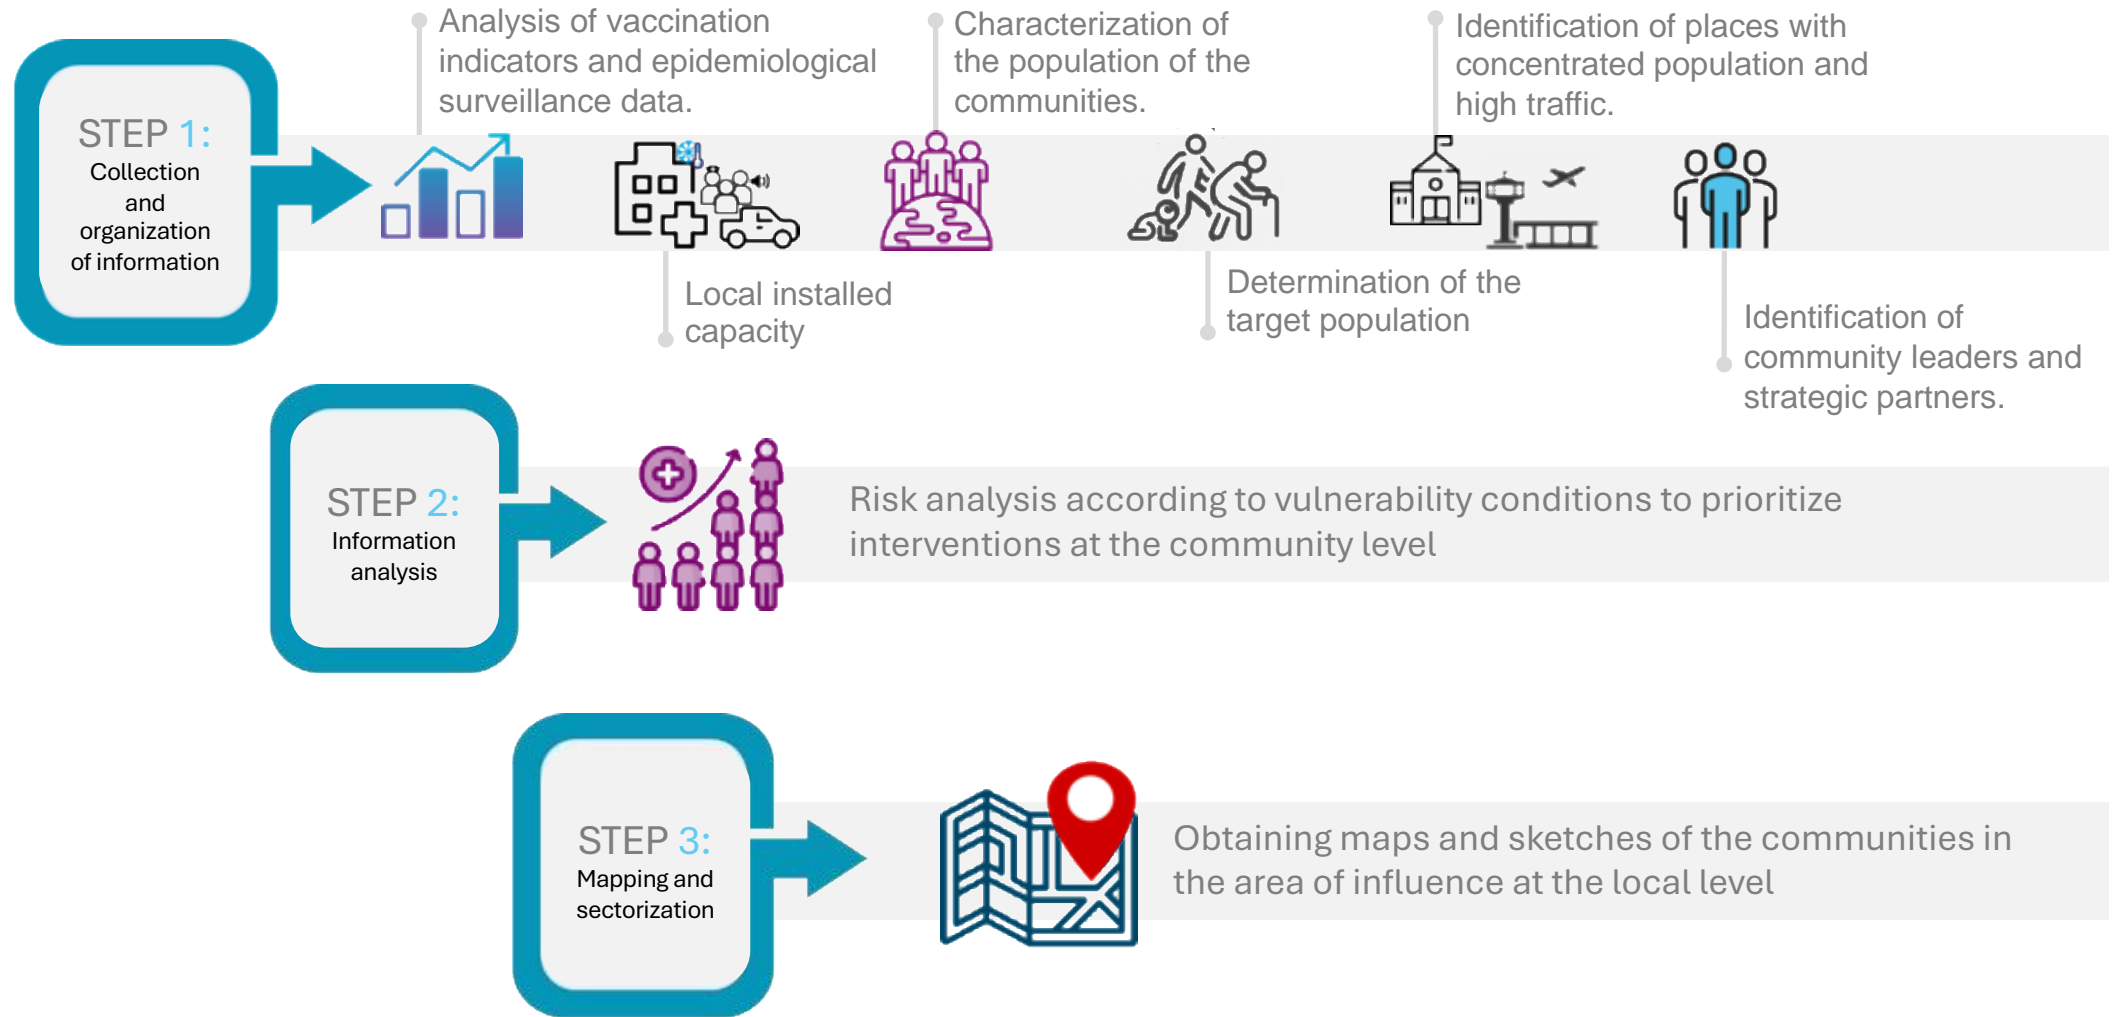 STEP 1:
Collection
and
organization
of information
Analysis of vaccination
indicators and epidemiological
surveillance data.
Local installed
capacity
Characterization of
the population of the
communities.
Determination of the
target population
Identification of places with
concentrated population and
high traffic.
Identification of
community leaders and
strategic partners.
STEP 2:
Information
analysis
Risk analysis according to vulnerability conditions to prioritize
interventions at the community level
STEP 3:
Mapping and
sectorization
Obtaining maps and sketches of the communities in
the area of influence at the local level